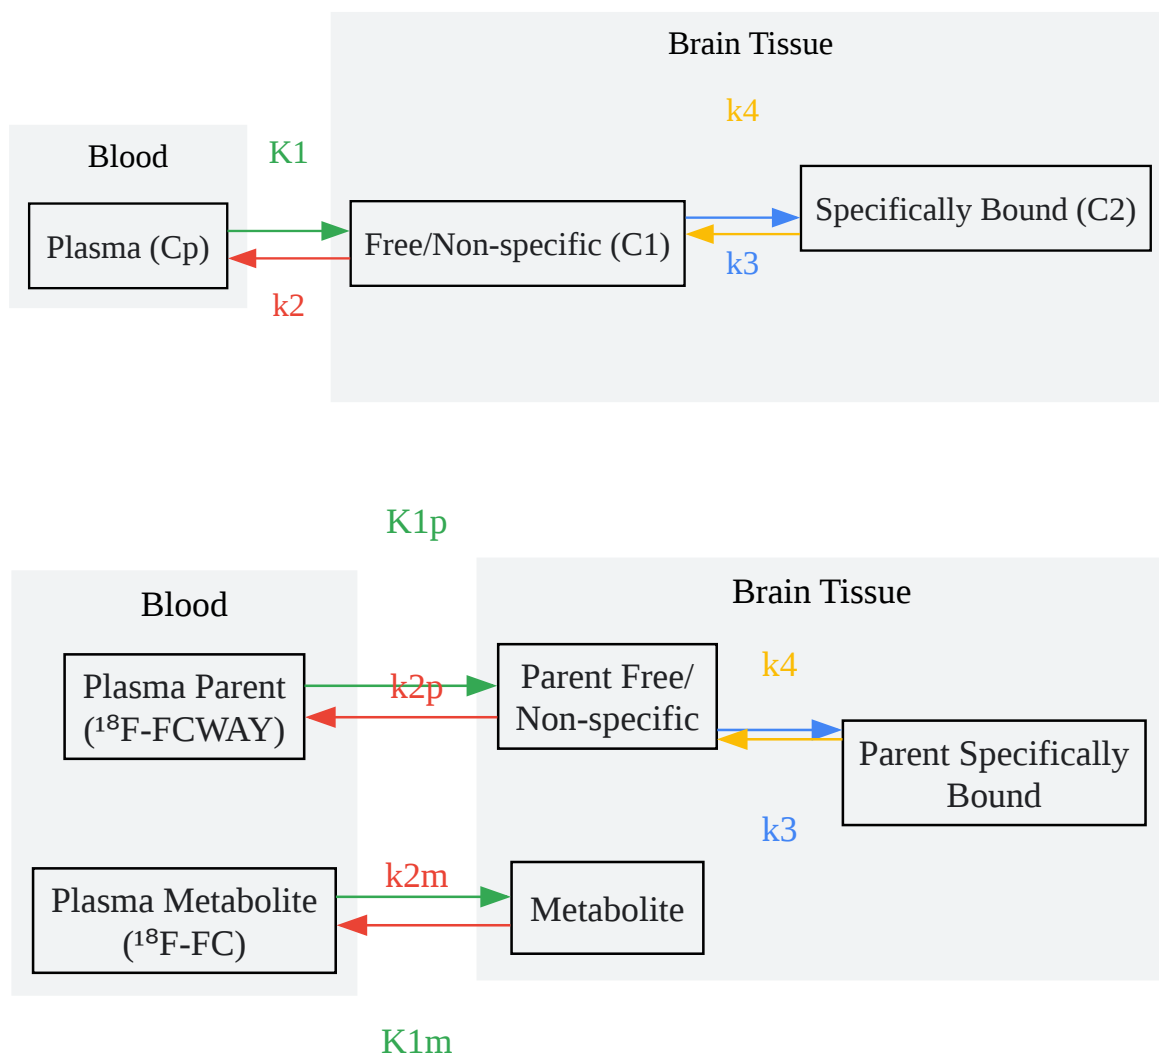 Brain Tissue
k4
Blood
K1
Plasma (Cp)
Free/Non-specific (C1)
Specifically Bound (C2)
k3
k2
K1p
Brain Tissue
Blood
k4
Plasma Parent
(¹⁸F-FCWAY)
k2p
Parent Free/
Non-specific
Parent Specifically
Bound
k3
k2m
Plasma Metabolite
(¹⁸F-FC)
Metabolite
K1m